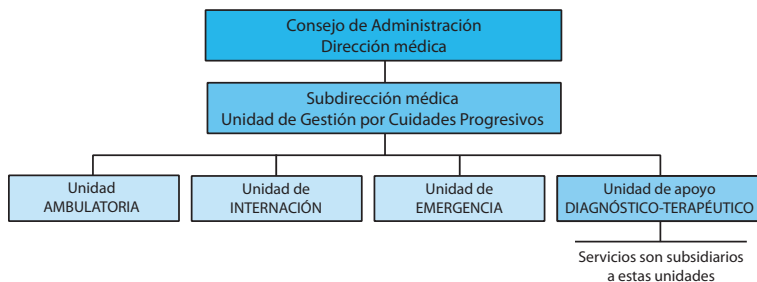 Consejo de Administración
Dirección médica
Subdirección médica
Unidad de Gestión por Cuidades Progresivos
Unidad
AMBULATORIA
Unidad de
INTERNACIÓN
Unidad de
EMERGENCIA
Unidad de apoyo
DIAGNÓSTICO-TERAPÉUTICO
Servicios son subsidiarios
a estas unidades